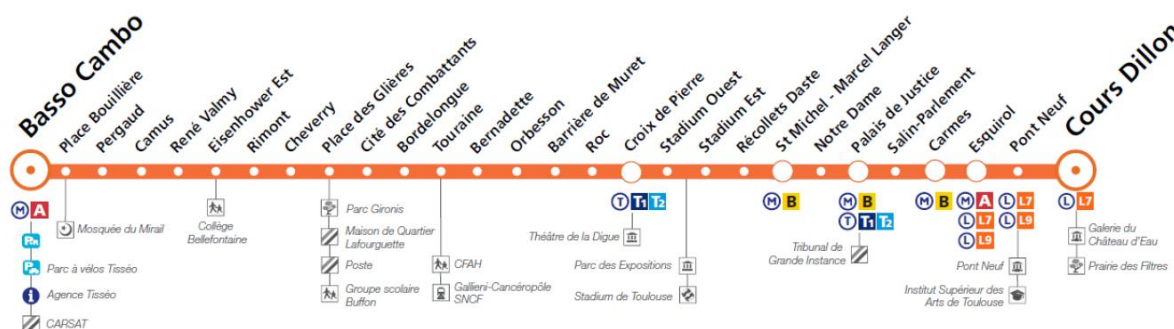 Basso Cambo
Place Bouillière
Pergaud
Camus
René Valmy
Eisenhower Est
Rimont
Cheverry
Place des Glières
Cité des Combattants
Bordelongue
Touraine
Bernadette
Orbesson
Barrière de Muret
Roc
Croix de Pierre
Stadium Ouest
Stadium Est
Récollets Daste
St Michel - Marcel Langer
Notre Dame
Palais de Justice
Salin-Parlement
Carmes
Esquirol
Pont Neuf
Cours Dillon
M A
P+R
Parc à vélos Tisséo
i Agence Tisséo
CARSAT
Mosquée du Mirail
Collège
Bellefontaine
Parc Gironis
Maison de Quartier
Lafourguette
Poste
Groupe scolaire
Buffon
CFAH
Gallieni-Cancéropôle
SNCF
T T1 T2
Théâtre de la Digue
Parc des Expositions
Stadium de Toulouse
M B
M B
T T1 T2
Tribunal de
Grande Instance
M B
M A
L L7
L L9
L L7
L L9
Pont Neuf
Institut Supérieur des
Arts de Toulouse
L L7
Galerie du
Château d'Eau
Prairie des Filtres